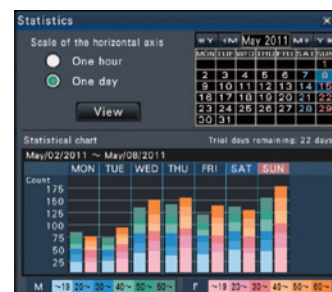 Statistics
Scale of the horizontal axis
One hour
One day
View
◄◄Y ◄M May 2011 M► Y►►
MON TUE WED THU FRI SAT SUN
1
2 3 4 5 6 7 8
9 10 11 12 13 14 15
16 17 18 19 20 21 22
23 24 25 26 27 28 29
30 31
Statistical chart
Trial days remaining: 22 days
May/02/2011 ~ May/08/2011
MON TUE WED THU FRI SAT SUN
Count
175
150
125
100
75
50
25
M ~19 20~ 30~ 40~ 50~ 60~ F ~19 20~ 30~ 40~ 50~ 60~